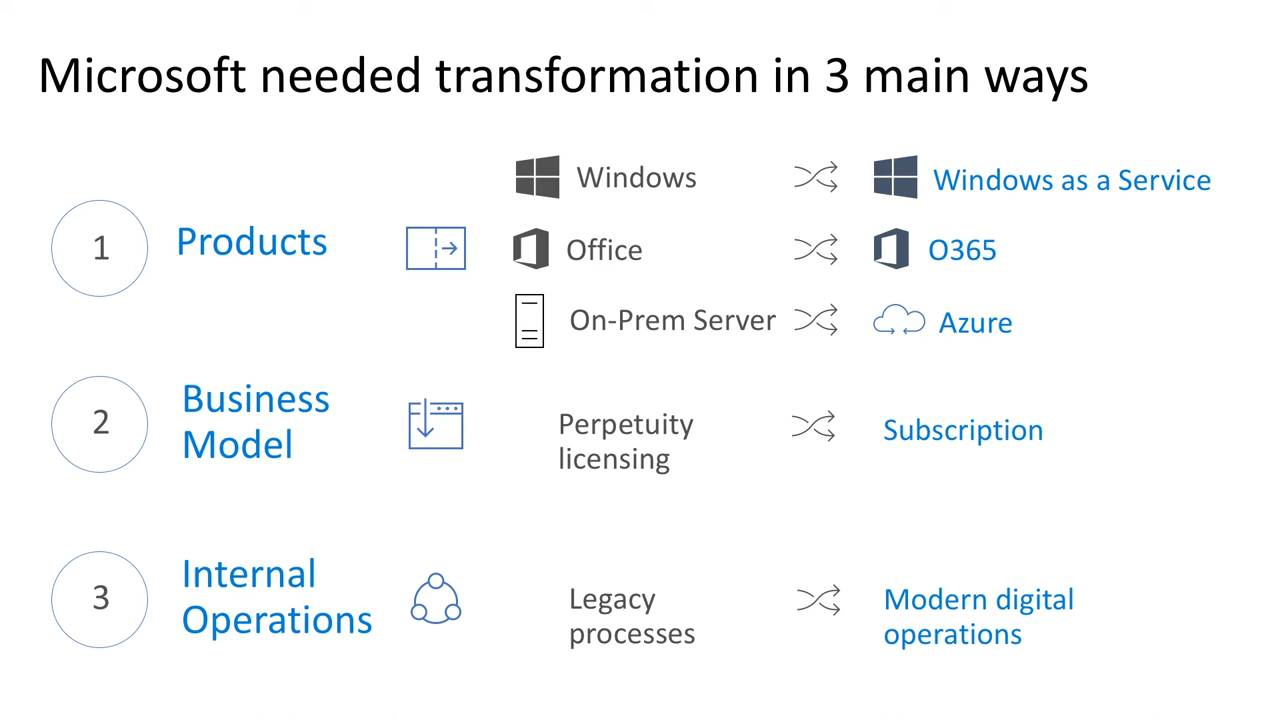 Microsoft needed transformation in 3 main ways
1
Products
Windows
Windows as a Service
Office
O365
On-Prem Server
Azure
2
Business
Model
Perpetuity
licensing
Subscription
3
Internal
Operations
Legacy
processes
Modern digital
operations